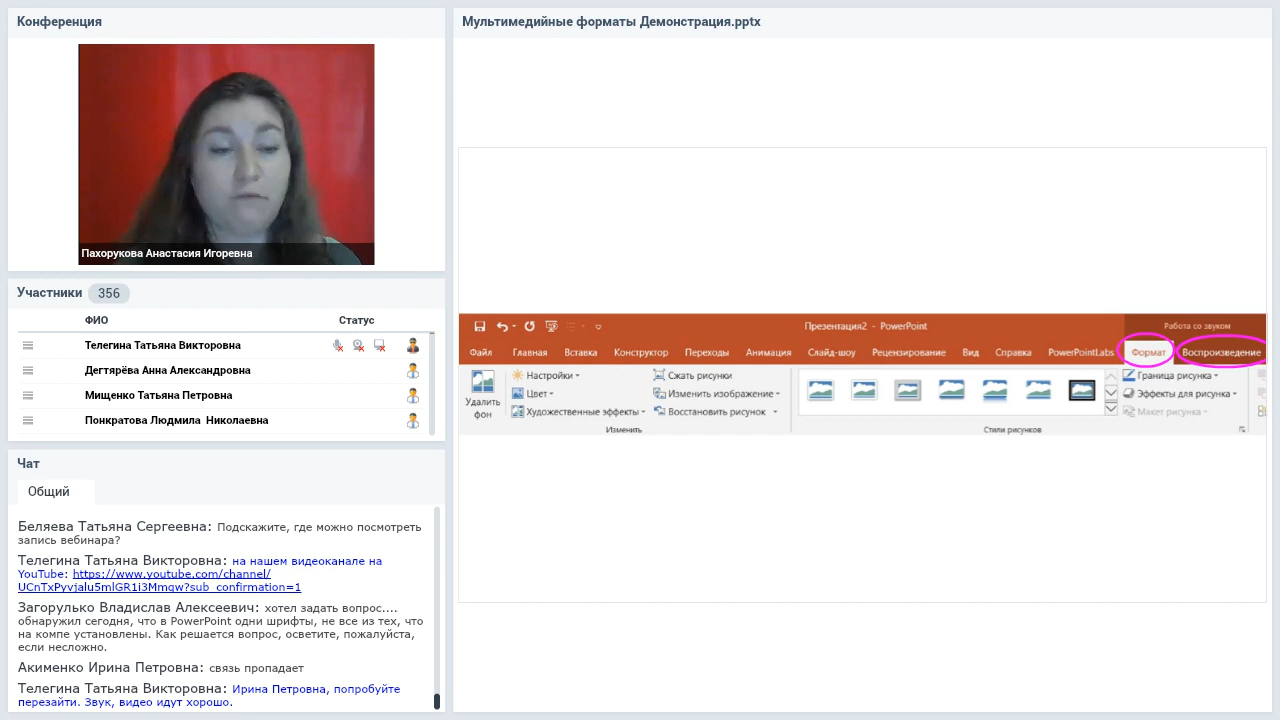 Конференция
Пахорукова Анастасия Игоревна
Участники 356
ФИО Статус
Телегина Татьяна Викторовна
Дегтярёва Анна Александровна
Мищенко Татьяна Петровна
Понкратова Людмила Николаевна
Чат
Общий
Беляева Татьяна Сергеевна: Подскажите, где можно посмотреть
запись вебинара?
Телегина Татьяна Викторовна: на нашем видеоканале на
YouTube: https://www.youtube.com/channel/
UCnTxPyvjalu5mlGR1i3Mmqw?sub_confirmation=1
Загорулько Владислав Алексеевич: хотел задать вопрос....
обнаружил сегодня, что в PowerPoint одни шрифты, не все из тех, что
на компе установлены. Как решается вопрос, осветите, пожалуйста,
если несложно.
Акименко Ирина Петровна: связь пропадает
Телегина Татьяна Викторовна: Ирина Петровна, попробуйте
перезайти. Звук, видео идут хорошо.
Мультимедийные форматы Демонстрация.pptx
Презентация2 - PowerPoint
Работа со звуком
Файл Главная Вставка Конструктор Переходы Анимация Слайд-шоу Рецензирование Вид Справка PowerPointLabs Формат Воспроизведение
Удалить
фон
Настройки
Цвет
Художественные эффекты
Сжать рисунки
Изменить изображение
Восстановить рисунок
Изменить
Стили рисунков
Граница рисунка
Эффекты для рисунка
Макет рисунка